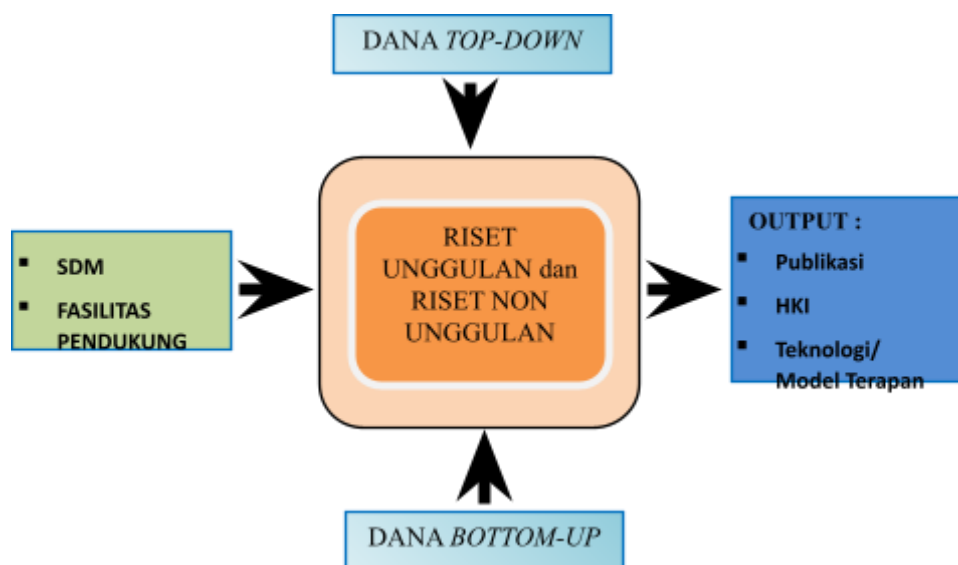 DANA TOP-DOWN
▪ SDM
▪ FASILITAS
PENDUKUNG
RISET
UNGGULAN dan
RISET NON
UNGGULAN
OUTPUT :
▪ Publikasi
▪ HKI
▪ Teknologi/
Model Terapan
DANA BOTTOM-UP